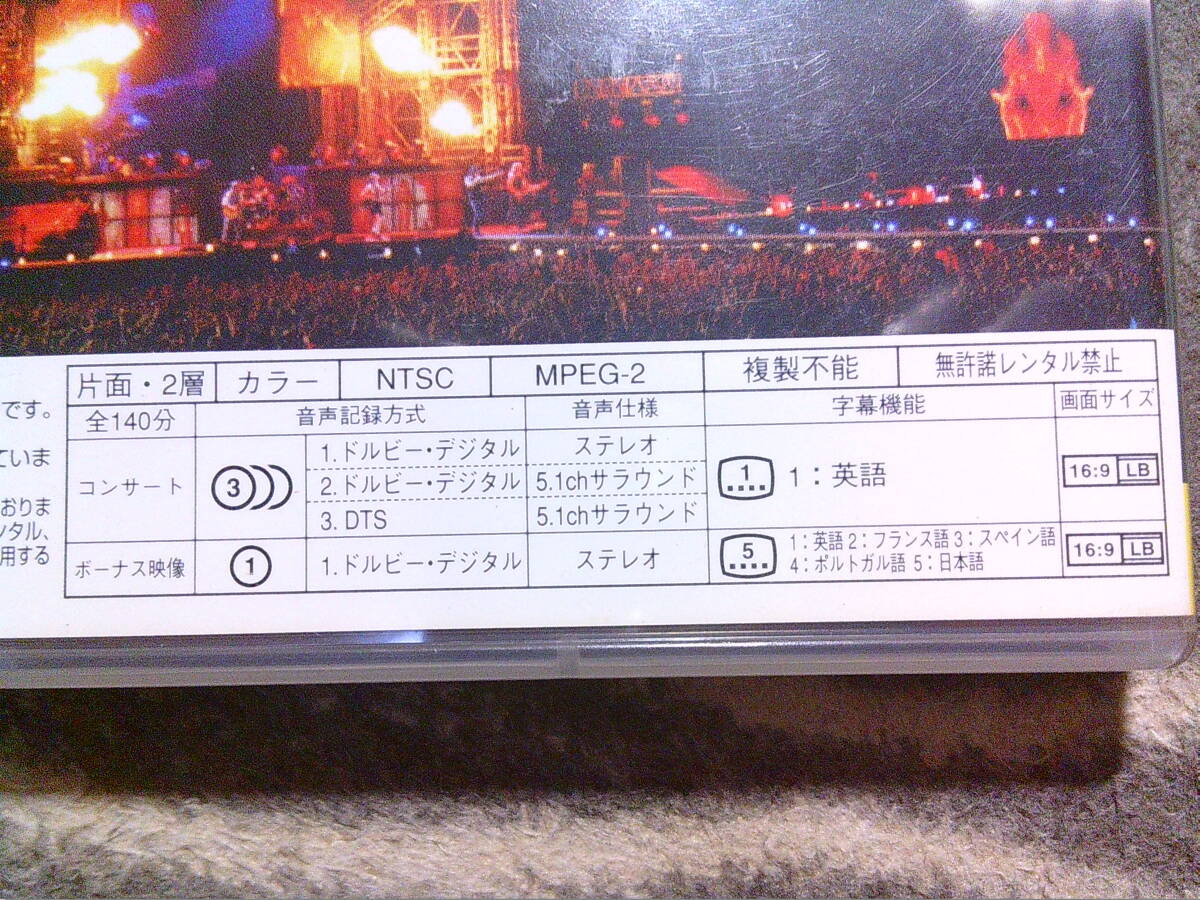 片面・2層 カラー NTSC MPEG-2 複製不能 無許諾レンタル禁止
全140分 音声記録方式 音声仕様 字幕機能 画面サイズ
コンサート 3 1.ドルビー・デジタル ステレオ 1 1：英語 16:9 LB
2.ドルビー・デジタル 5.1chサラウンド
3. DTS 5.1chサラウンド
ボーナス映像 1 1.ドルビー・デジタル ステレオ 5 1：英語 2：フランス語 3：スペイン語 16:9 LB
4：ポルトガル語 5：日本語
です。
ていま
おりま
ンタル、
用する